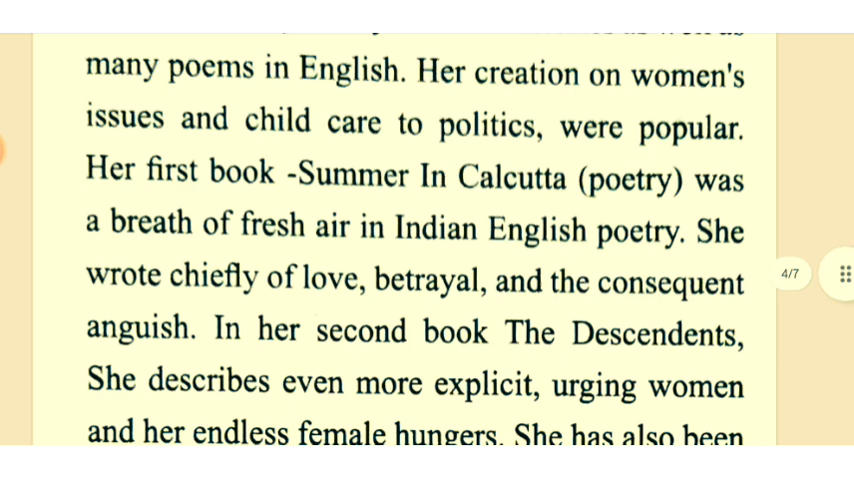 many poems in English. Her creation on women's
issues and child care to politics, were popular.
Her first book -Summer In Calcutta (poetry) was
a breath of fresh air in Indian English poetry. She
wrote chiefly of love, betrayal, and the consequent
anguish. In her second book The Descendents,
She describes even more explicit, urging women
and her endless female hungers. She has also been
4/7